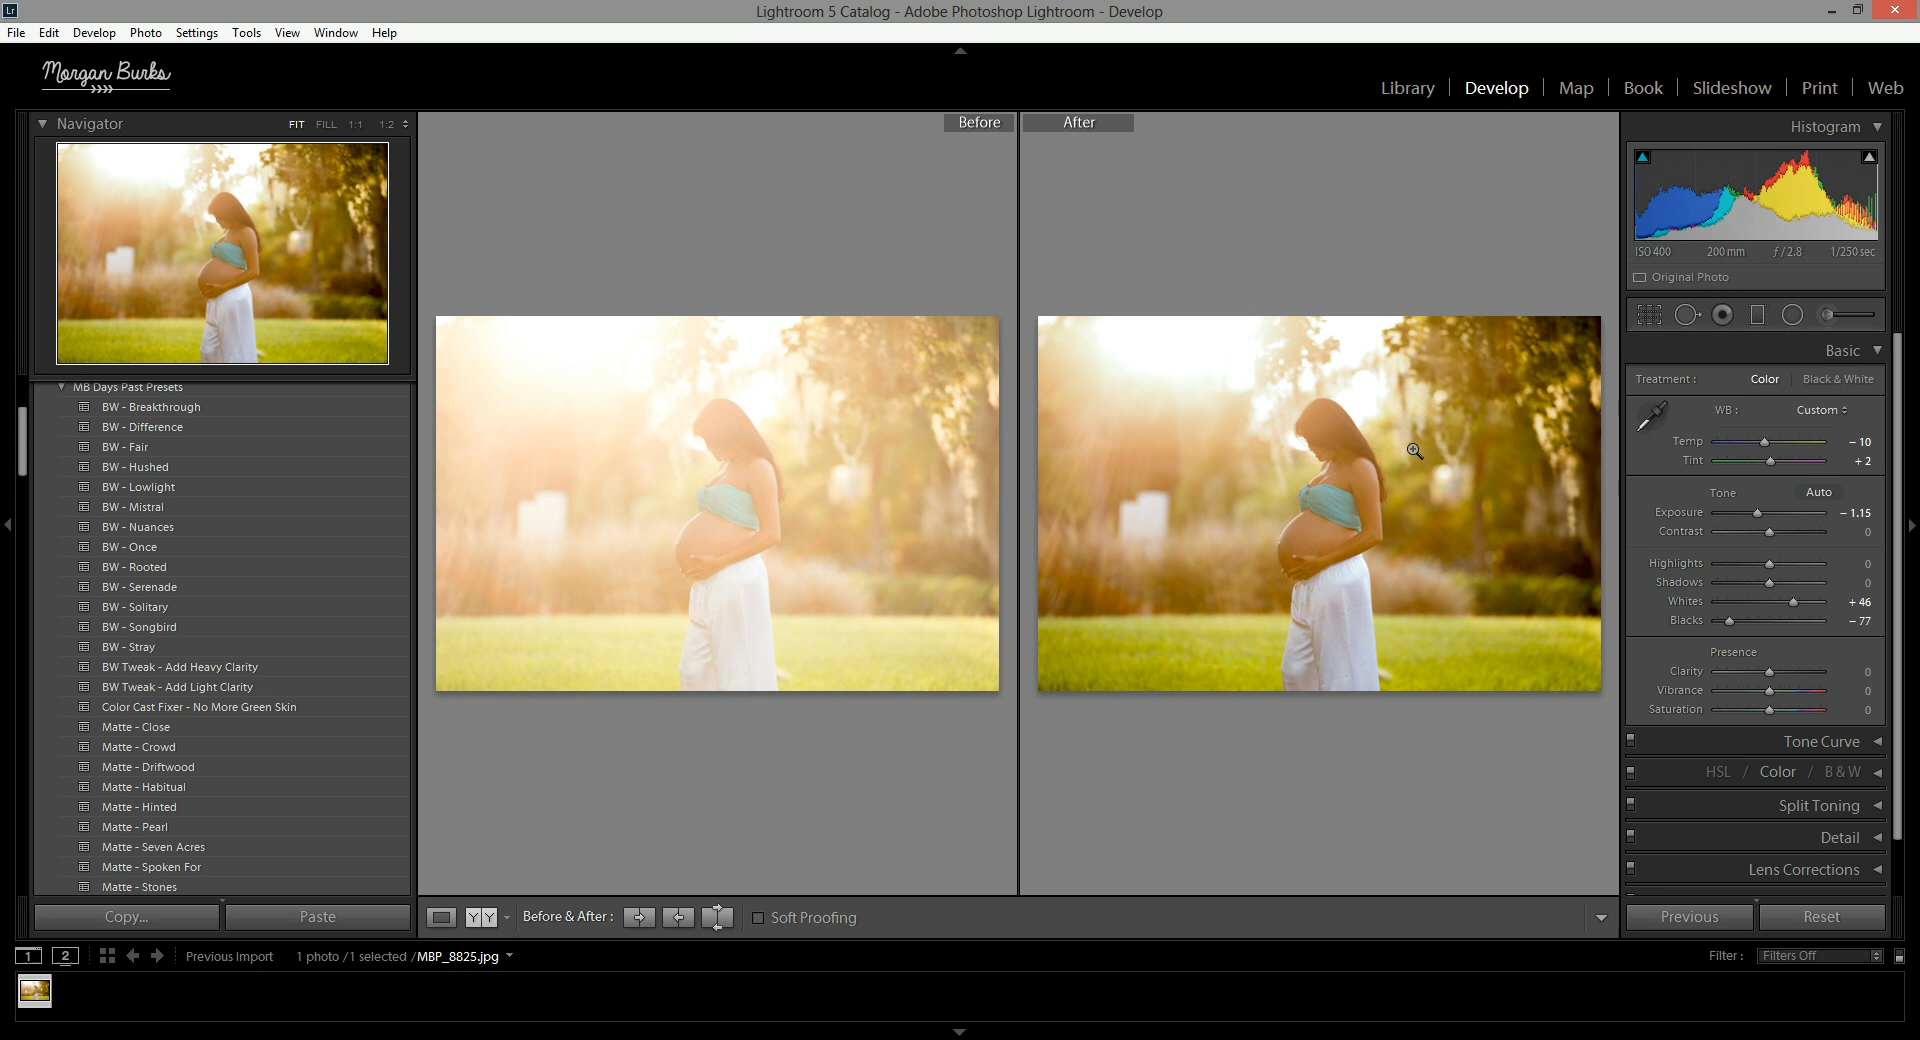 Lr
Lightroom 5 Catalog - Adobe Photoshop Lightroom - Develop
File Edit Develop Photo Settings Tools View Window Help
Morgan Burks
Library Develop Map Book Slideshow Print Web
Navigator FIT FILL 1:1 1:2
MB Days Past Presets
BW - Breakthrough
BW - Difference
BW - Fair
BW - Hushed
BW - Lowlight
BW - Mistral
BW - Nuances
BW - Once
BW - Rooted
BW - Serenade
BW - Solitary
BW - Songbird
BW - Stray
BW Tweak - Add Heavy Clarity
BW Tweak - Add Light Clarity
Color Cast Fixer - No More Green Skin
Matte - Close
Matte - Crowd
Matte - Driftwood
Matte - Habitual
Matte - Hinted
Matte - Pearl
Matte - Seven Acres
Matte - Spoken For
Matte - Stones
Copy... Paste
Before After
Before & After : Soft Proofing
Histogram
ISO 400 200 mm ƒ / 2.8 1/250 sec
Original Photo
Basic
Treatment : Color Black & White
WB : Custom
Temp - 10
Tint + 2
Tone Auto
Exposure - 1.15
Contrast 0
Highlights 0
Shadows 0
Whites + 46
Blacks - 77
Presence
Clarity 0
Vibrance 0
Saturation 0
Tone Curve
HSL / Color / B & W
Split Toning
Detail
Lens Corrections
Previous Reset
1 2 Previous Import 1 photo / 1 selected / MBP_8825.jpg Filter : Filters Off